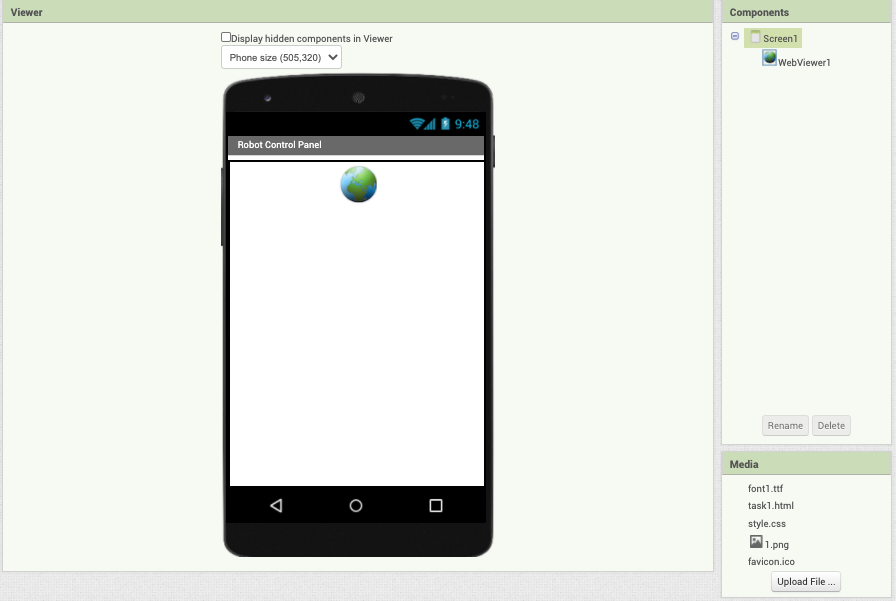 Viewer
Display hidden components in Viewer
Phone size (505,320)
9:48
Robot Control Panel
Components
Screen1
WebViewer1
Rename Delete
Media
font1.ttf
task1.html
style.css
1.png
favicon.ico
Upload File ...